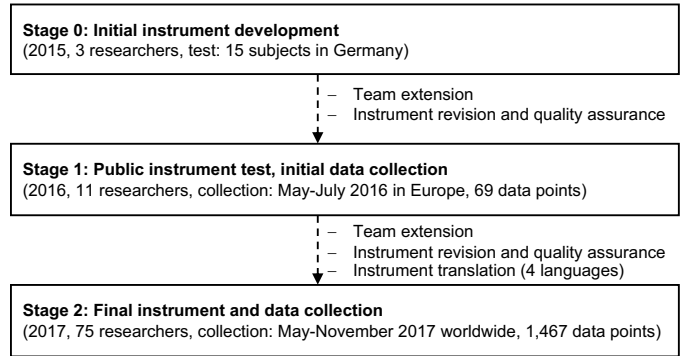 Stage 0: Initial instrument development
(2015, 3 researchers, test: 15 subjects in Germany)
– Team extension
– Instrument revision and quality assurance
Stage 1: Public instrument test, initial data collection
(2016, 11 researchers, collection: May-July 2016 in Europe, 69 data points)
– Team extension
– Instrument revision and quality assurance
– Instrument translation (4 languages)
Stage 2: Final instrument and data collection
(2017, 75 researchers, collection: May-November 2017 worldwide, 1,467 data points)